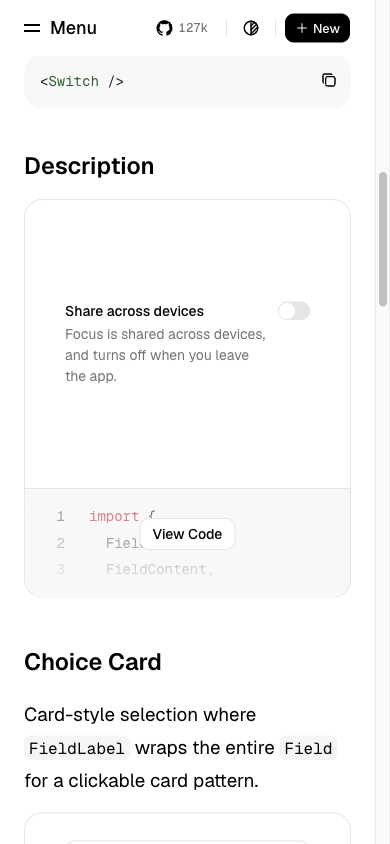 Menu
127k
New
<Switch />
Description
Share across devices
Focus is shared across devices,
and turns off when you leave
the app.
1 import {
View Code
2 Fiel
3 FieldContent,
Choice Card
Card-style selection where
FieldLabel wraps the entire Field
for a clickable card pattern.